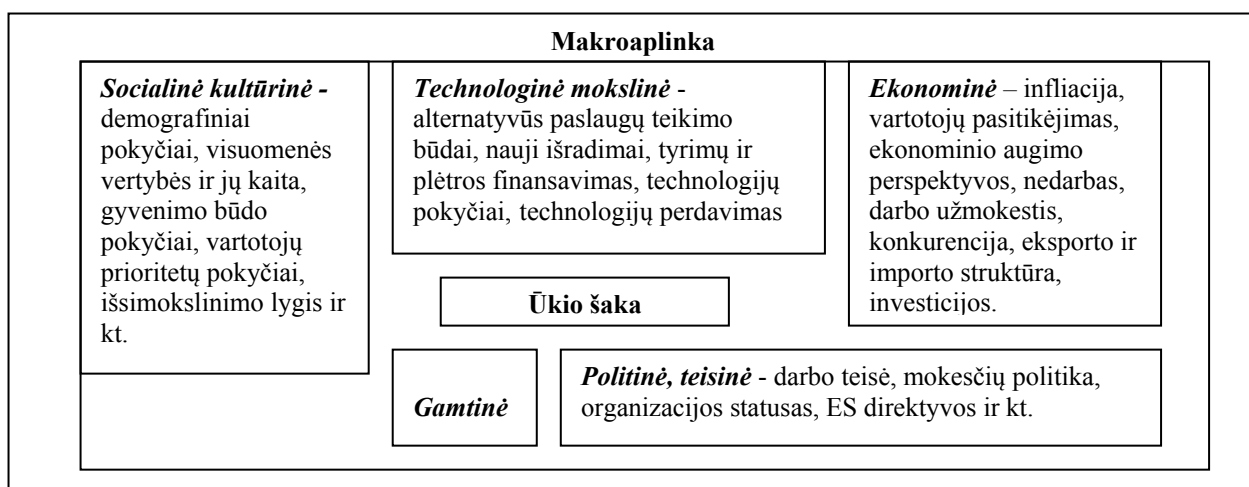 Makroaplinka
Socialinė kultūrinė -
demografiniai
pokyčiai, visuomenės
vertybės ir jų kaita,
gyvenimo būdo
pokyčiai, vartotojų
prioritetų pokyčiai,
išsimokslinimo lygis ir
kt.
Technologinė mokslinė -
alternatyvūs paslaugų teikimo
būdai, nauji išradimai, tyrimų ir
plėtros finansavimas, technologijų
pokyčiai, technologijų perdavimas
Ekonominė – infliacija,
vartotojų pasitikėjimas,
ekonominio augimo
perspektyvos, nedarbas,
darbo užmokestis,
konkurencija, eksporto ir
importo struktūra,
investicijos.
Ūkio šaka
Gamtinė
Politinė, teisinė - darbo teisė, mokesčių politika,
organizacijos statusas, ES direktyvos ir kt.